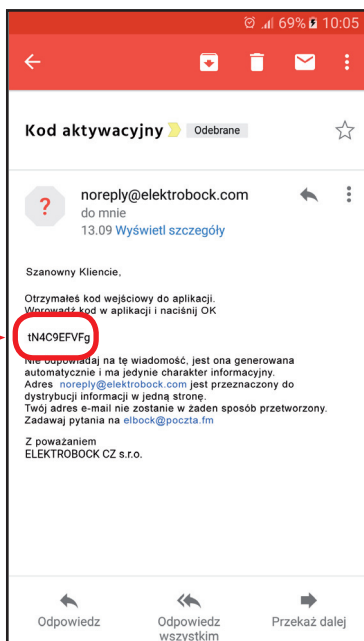 69% 10:05
Kod aktywacyjny Odebrane
?
noreply@elektrobock.com
do mnie
13.09 Wyświetl szczegóły
Szanowny Kliencie,
Otrzymałeś kod wejściowy do aplikacji.
Wprowadź kod w aplikacji i naciśnij OK
tN4C9EFVFg
Nie odpowiadaj na tę wiadomość, jest ona generowana
automatycznie i ma jedynie charakter informacyjny.
Adres noreply@elektrobock.com jest przeznaczony do
dystrybucji informacji w jedną stronę.
Twój adres e-mail nie zostanie w żaden sposób przetworzony.
Zadawaj pytania na elbock@poczta.fm
Z poważaniem
ELEKTROBOCK CZ s.r.o.
Odpowiedz
Odpowiedz
wszystkim
Przekaż dalej